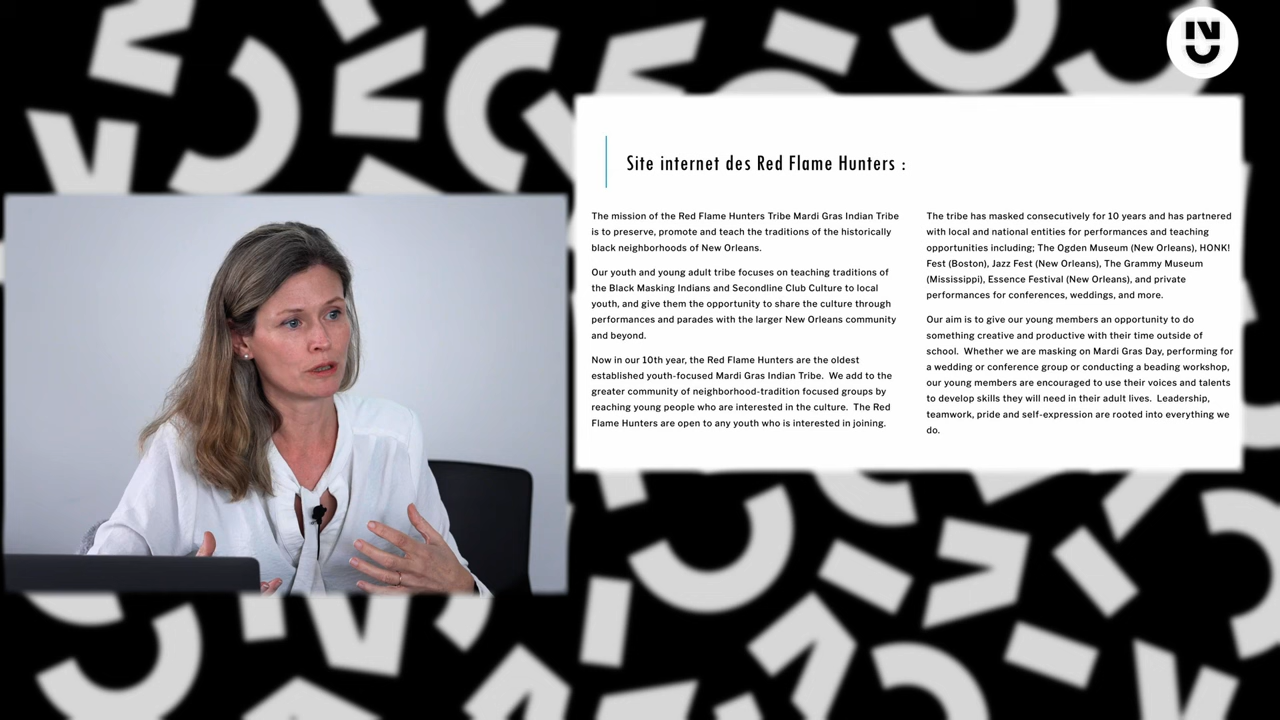 IN
U
Site internet des Red Flame Hunters :
The mission of the Red Flame Hunters Tribe Mardi Gras Indian Tribe
is to preserve, promote and teach the traditions of the historically
black neighborhoods of New Orleans.
Our youth and young adult tribe focuses on teaching traditions of
the Black Masking Indians and Secondline Club Culture to local
youth, and give them the opportunity to share the culture through
performances and parades with the larger New Orleans community
and beyond.
Now in our 10th year, the Red Flame Hunters are the oldest
established youth-focused Mardi Gras Indian Tribe.  We add to the
greater community of neighborhood-tradition focused groups by
reaching young people who are interested in the culture.  The Red
Flame Hunters are open to any youth who is interested in joining.
The tribe has masked consecutively for 10 years and has partnered
with local and national entities for performances and teaching
opportunities including; The Ogden Museum (New Orleans), HONK!
Fest (Boston), Jazz Fest (New Orleans), The Grammy Museum
(Mississippi), Essence Festival (New Orleans), and private
performances for conferences, weddings, and more.
Our aim is to give our young members an opportunity to do
something creative and productive with their time outside of
school.  Whether we are masking on Mardi Gras Day, performing for
a wedding or conference group or conducting a beading workshop,
our young members are encouraged to use their voices and talents
to develop skills they will need in their adult lives.  Leadership,
teamwork, pride and self-expression are rooted into everything we
do.